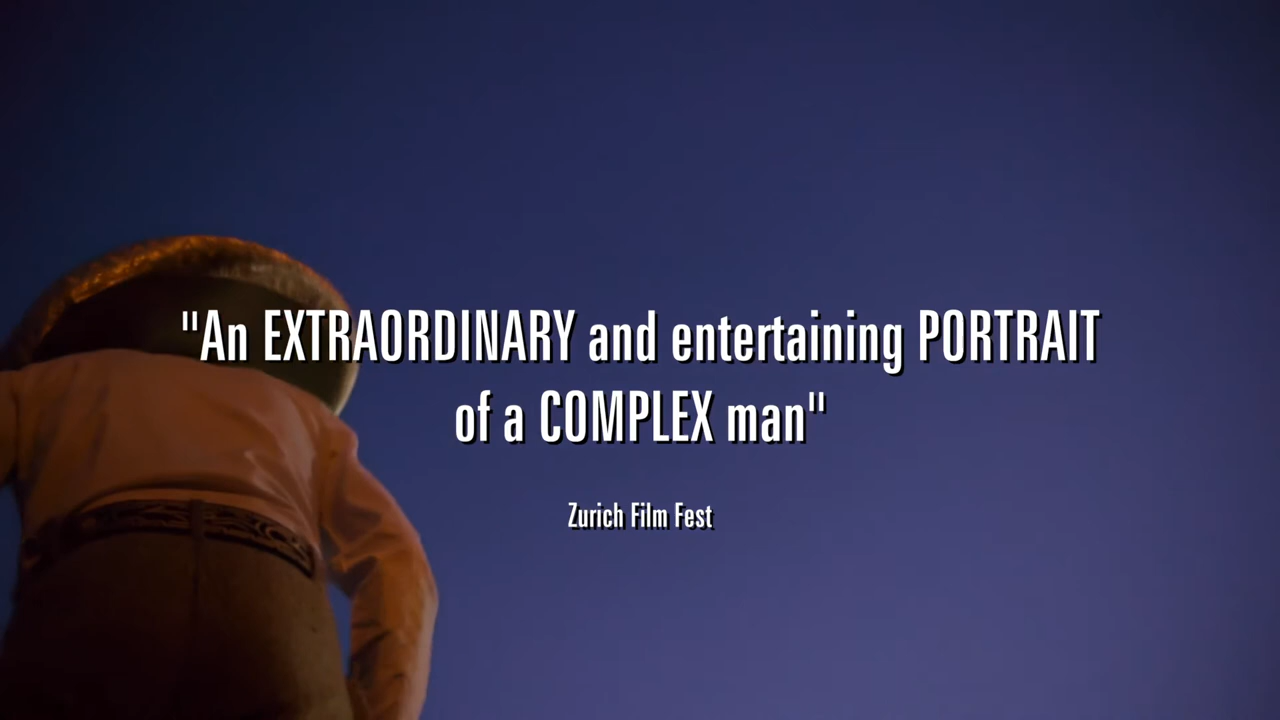 "An EXTRAORDINARY and entertaining PORTRAIT
of a COMPLEX man"
Zurich Film Fest